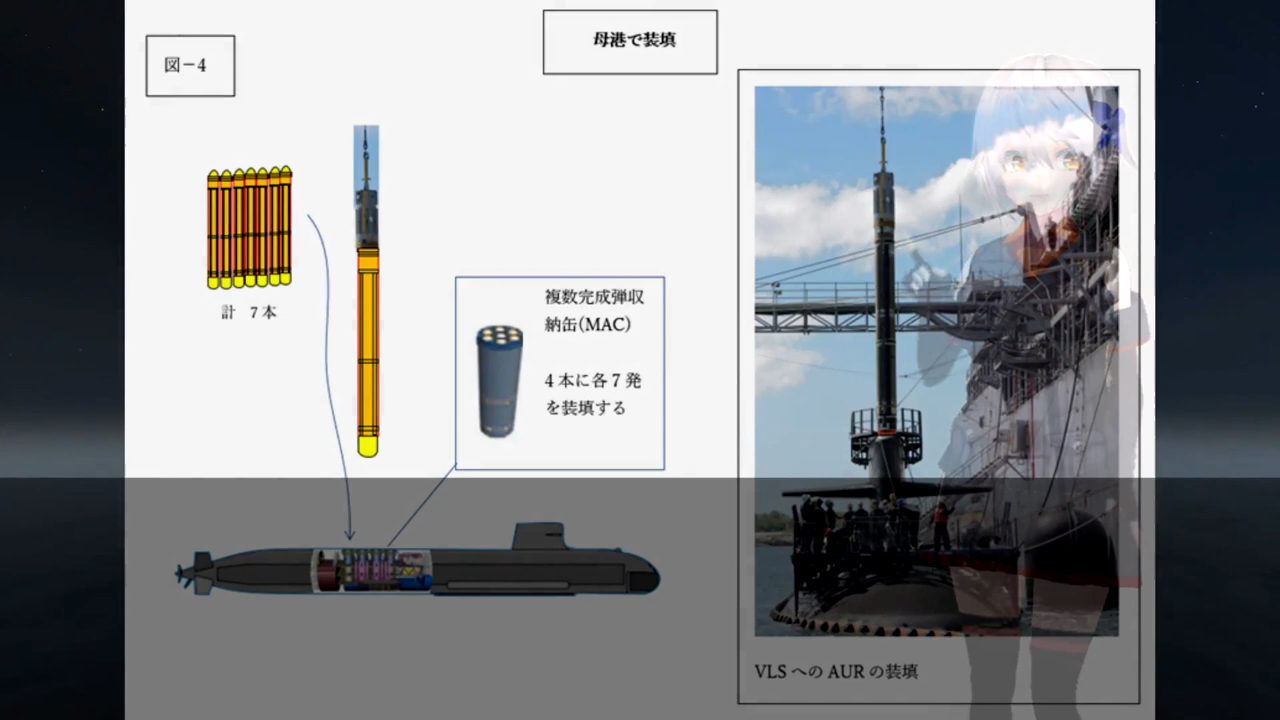 図－4
母港で装填
計 7本
複数完成弾収
納缶(MAC)
4本に各7発
を装填する
VLSへのAURの装填